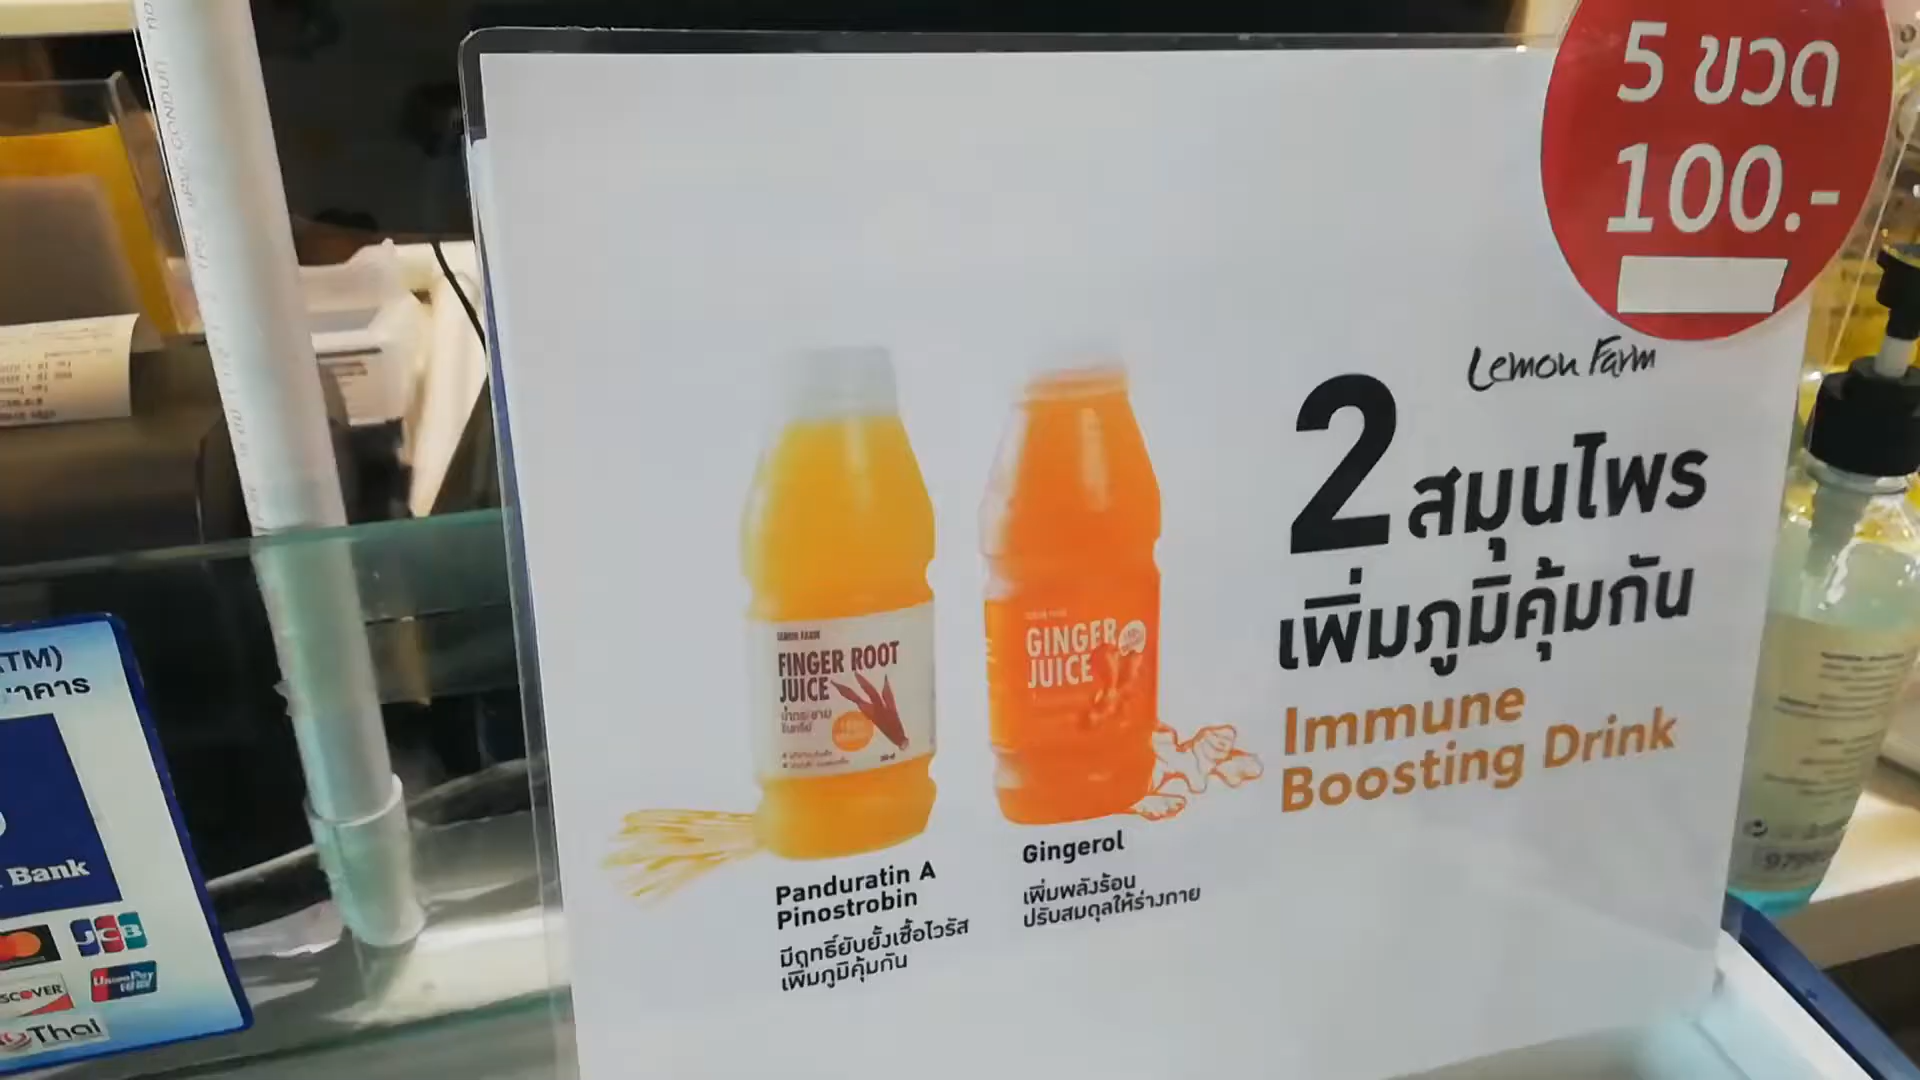 5 ขวด
100.-
Lemon Farm
2 สมุนไพร
เพิ่มภูมิคุ้มกัน
Immune
Boosting Drink
LEMON FARM
FINGER ROOT
JUICE
GINGER
JUICE
Panduratin A
Pinostrobin
มีฤทธิ์ยับยั้งเชื้อไวรัส
เพิ่มภูมิคุ้มกัน
Gingerol
เพิ่มพลังร้อน
ปรับสมดุลให้ร่างกาย
Bank
JCB
UnionPay
Thai